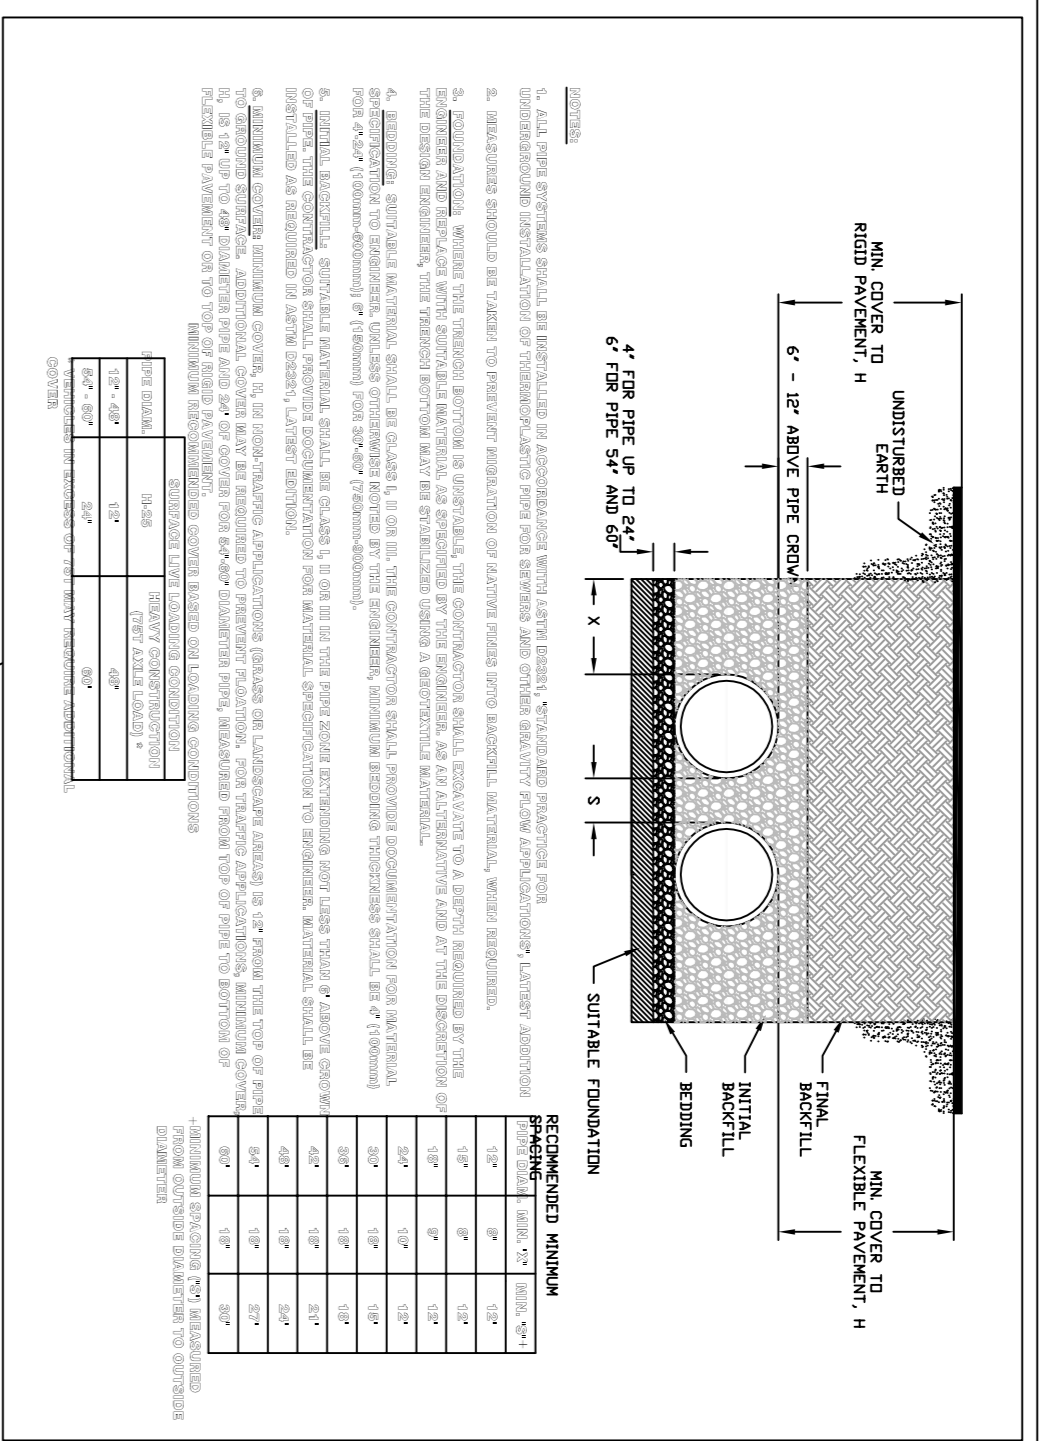 MIN. COVER TO
RIGID PAVEMENT, H
UNDISTURBED
EARTH
6" - 12" ABOVE PIPE CROW
4" FOR PIPE UP TO 24"
6" FOR PIPE 54" AND 60"
X
S
MIN. COVER TO
FLEXIBLE PAVEMENT, H
FINAL
BACKFILL
INITIAL
BACKFILL
BEDDING
SUITABLE FOUNDATION
NOTES:
1. ALL PIPE SYSTEMS SHALL BE INSTALLED IN ACCORDANCE WITH ASTM D2321, "STANDARD PRACTICE FOR
UNDERGROUND INSTALLATION OF THERMOPLASTIC PIPE FOR SEWERS AND OTHER GRAVITY FLOW APPLICATIONS", LATEST ADDITION
2. MEASURES SHOULD BE TAKEN TO PREVENT MIGRATION OF NATIVE FINES INTO BACKFILL MATERIAL, WHEN REQUIRED.
3. FOUNDATION: WHERE THE TRENCH BOTTOM IS UNSTABLE, THE CONTRACTOR SHALL EXCAVATE TO A DEPTH REQUIRED BY THE
ENGINEER AND REPLACE WITH SUITABLE MATERIAL AS SPECIFIED BY THE ENGINEER. AS AN ALTERNATIVE AND AT THE DISCRETION OF
THE DESIGN ENGINEER, THE TRENCH BOTTOM MAY BE STABILIZED USING A GEOTEXTILE MATERIAL.
4. BEDDING: SUITABLE MATERIAL SHALL BE CLASS I, II OR III. THE CONTRACTOR SHALL PROVIDE DOCUMENTATION FOR MATERIAL
SPECIFICATION TO ENGINEER. UNLESS OTHERWISE NOTED BY THE ENGINEER, MINIMUM BEDDING THICKNESS SHALL BE 4" (100mm)
FOR 4"-24" (100mm-600mm); 6" (150mm) FOR 30"-60" (750mm-900mm).
5. INITIAL BACKFILL: SUITABLE MATERIAL SHALL BE CLASS I, II OR III IN THE PIPE ZONE EXTENDING NOT LESS THAN 6" ABOVE CROWN
OF PIPE. THE CONTRACTOR SHALL PROVIDE DOCUMENTATION FOR MATERIAL SPECIFICATION TO ENGINEER. MATERIAL SHALL BE
INSTALLED AS REQUIRED IN ASTM D2321, LATEST EDITION.
6. MINIMUM COVER: MINIMUM COVER, H, IN NON-TRAFFIC APPLICATIONS (GRASS OR LANDSCAPE AREAS) IS 12" FROM THE TOP OF PIPE
TO GROUND SURFACE. ADDITIONAL COVER MAY BE REQUIRED TO PREVENT FLOATION. FOR TRAFFIC APPLICATIONS, MINIMUM COVER,
H, IS 12" UP TO 48" DIAMETER PIPE AND 24" OF COVER FOR 54"-60" DIAMETER PIPE, MEASURED FROM TOP OF PIPE TO BOTTOM OF
FLEXIBLE PAVEMENT OR TO TOP OF RIGID PAVEMENT.
MINIMUM RECOMMENDED COVER BASED ON LOADING CONDITIONS
SURFACE LIVE LOADING CONDITION
PIPE DIAM. H-25 HEAVY CONSTRUCTION
(75T AXLE LOAD) *
12" - 48" 12" 48"
54" - 60" 24" 60"
* VEHICLES IN EXCESS OF 75T MAY REQUIRE ADDITIONAL
COVER
RECOMMENDED MINIMUM
SPACING
PIPE DIAM. MIN. "X" MIN. "S"+
12" 8" 12"
15" 8" 12"
18" 9" 12"
24" 10" 12"
30" 18" 15"
36" 18" 18"
42" 18" 21"
48" 18" 24"
54" 18" 27"
60" 18" 30"
+MINIMUM SPACING ("S") MEASURED
FROM OUTSIDE DIAMETER TO OUTSIDE
DIAMETER